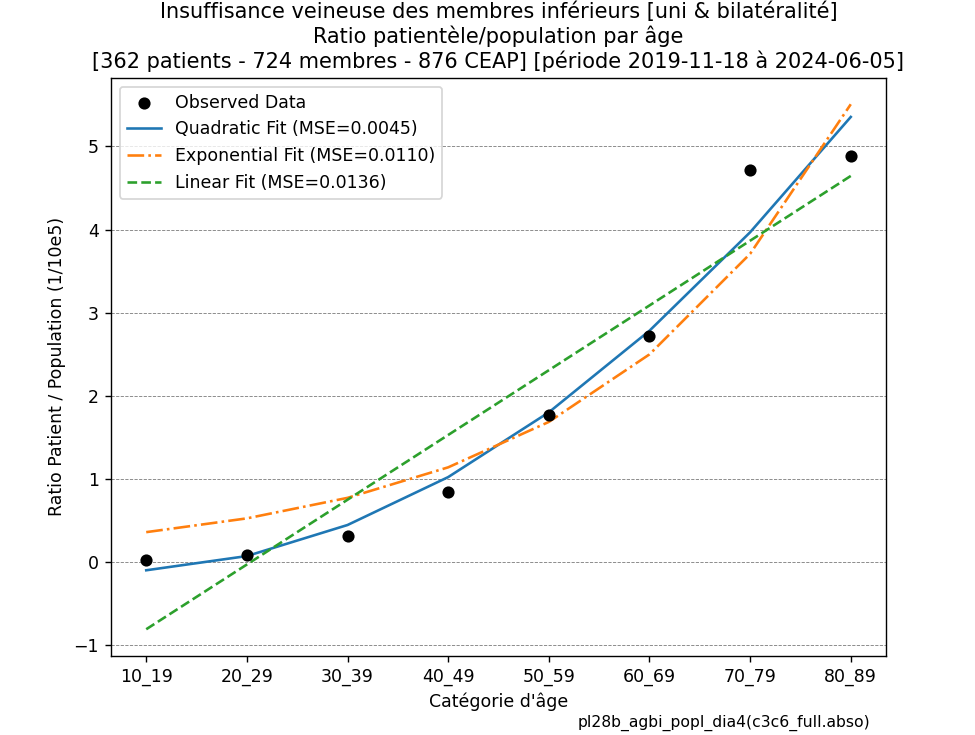 Insuffisance veineuse des membres inférieurs [uni & bilatéralité]
Ratio patientèle/population par âge
[362 patients - 724 membres - 876 CEAP] [période 2019-11-18 à 2024-06-05]
Observed Data
Quadratic Fit (MSE=0.0045)
Exponential Fit (MSE=0.0110)
Linear Fit (MSE=0.0136)
5
4
3
2
1
0
−1
Ratio Patient / Population (1/10e5)
10_19 20_29 30_39 40_49 50_59 60_69 70_79 80_89
Catégorie d'âge
pl28b_agbi_popl_dia4(c3c6_full.abso)